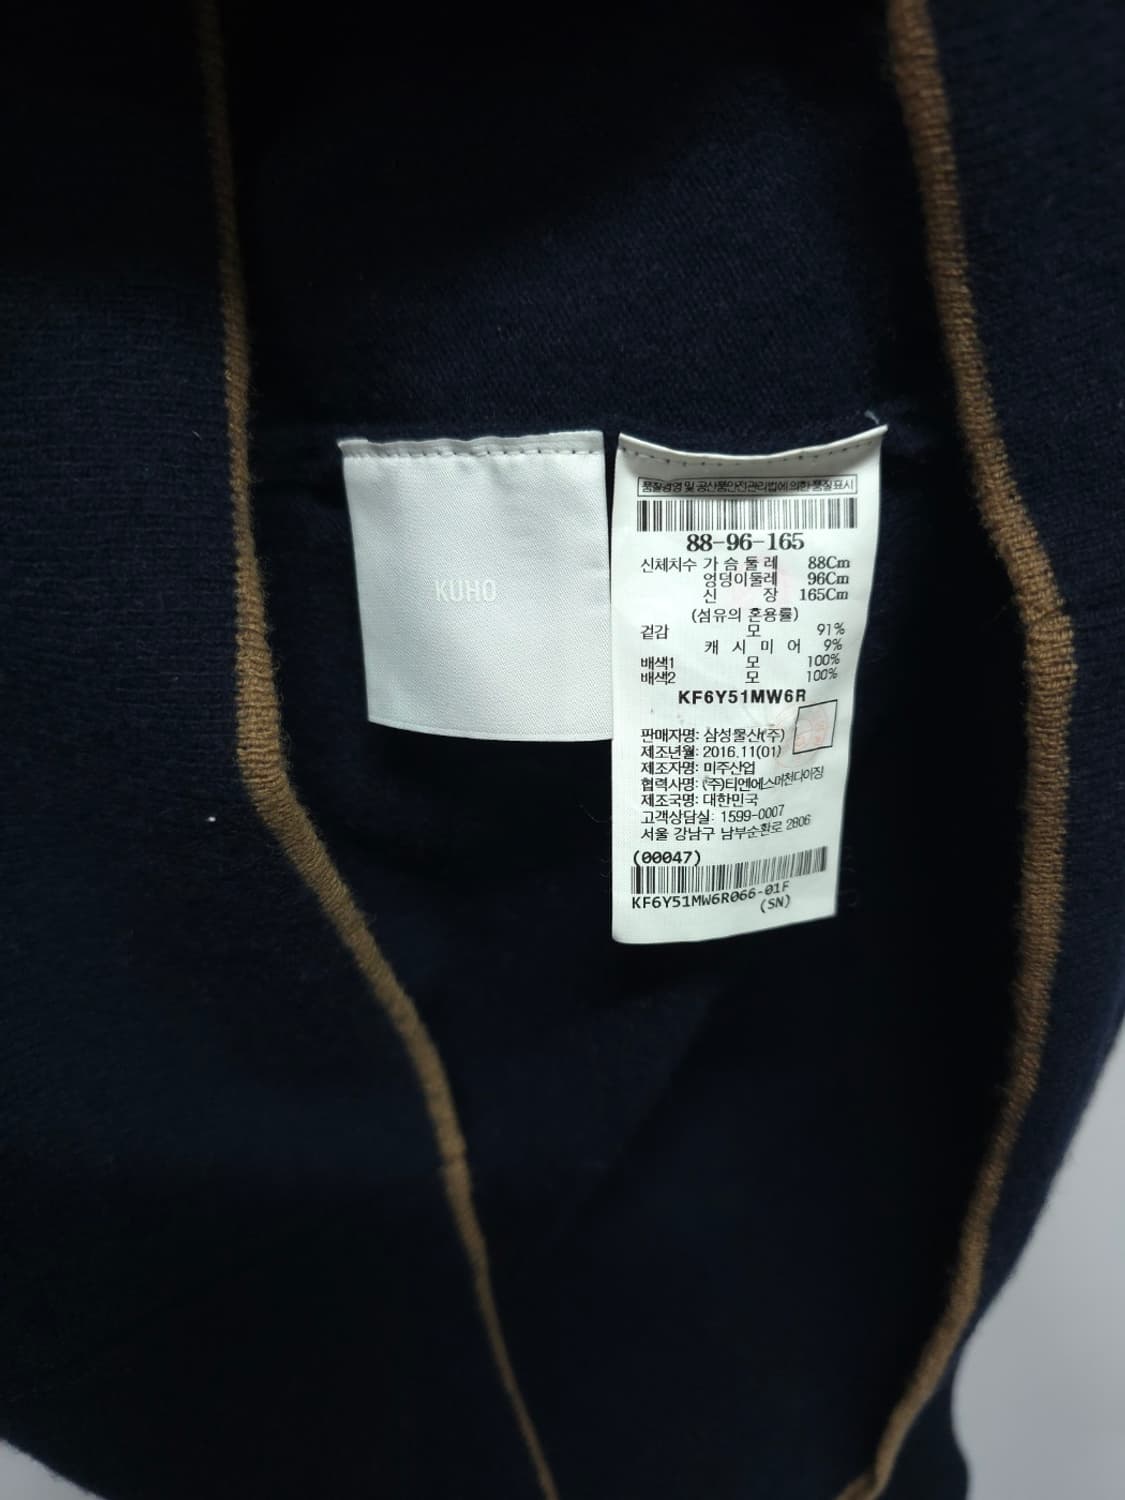 KUHO
품질경영 및 공산품안전관리법에 의한 품질표시
88-96-165
신체치수 가 슴 둘 레 88Cm
엉덩이둘레 96Cm
신 장 165Cm
(섬유의 혼용률)
겉감 모 91%
캐 시 미 어 9%
배색1 모 100%
배색2 모 100%
KF6Y51MW6R
판매자명: 삼성물산(주)
제조년월: 2016.11(01)
제조자명: 미주산업
협력사명: (주)티엔에스머천다이징
제조국명: 대한민국
고객상담실: 1599-0007
서울 강남구 남부순환로 2806
(00047)
KF6Y51MW6R066-01F
(SN)